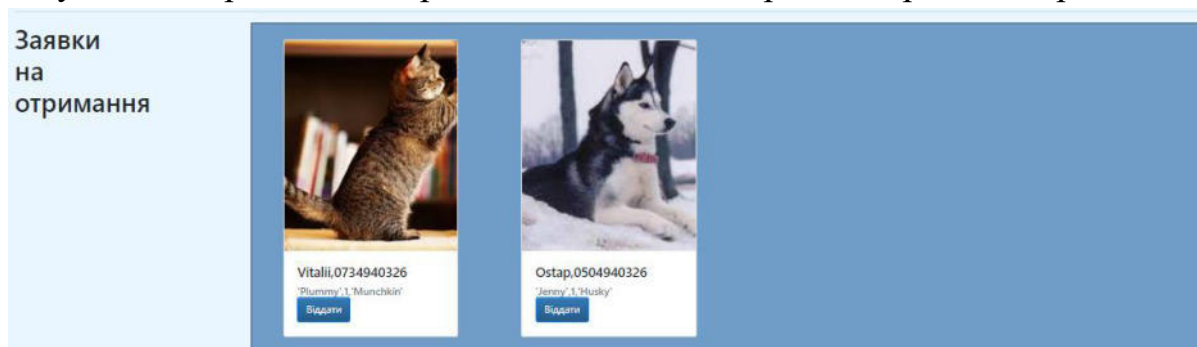 Заявки
на
отримання
Vitalii,0734940326
'Plummy',1,'Munchkin'
Віддати
Ostap,0504940326
'Jenny',1,'Husky'
Віддати